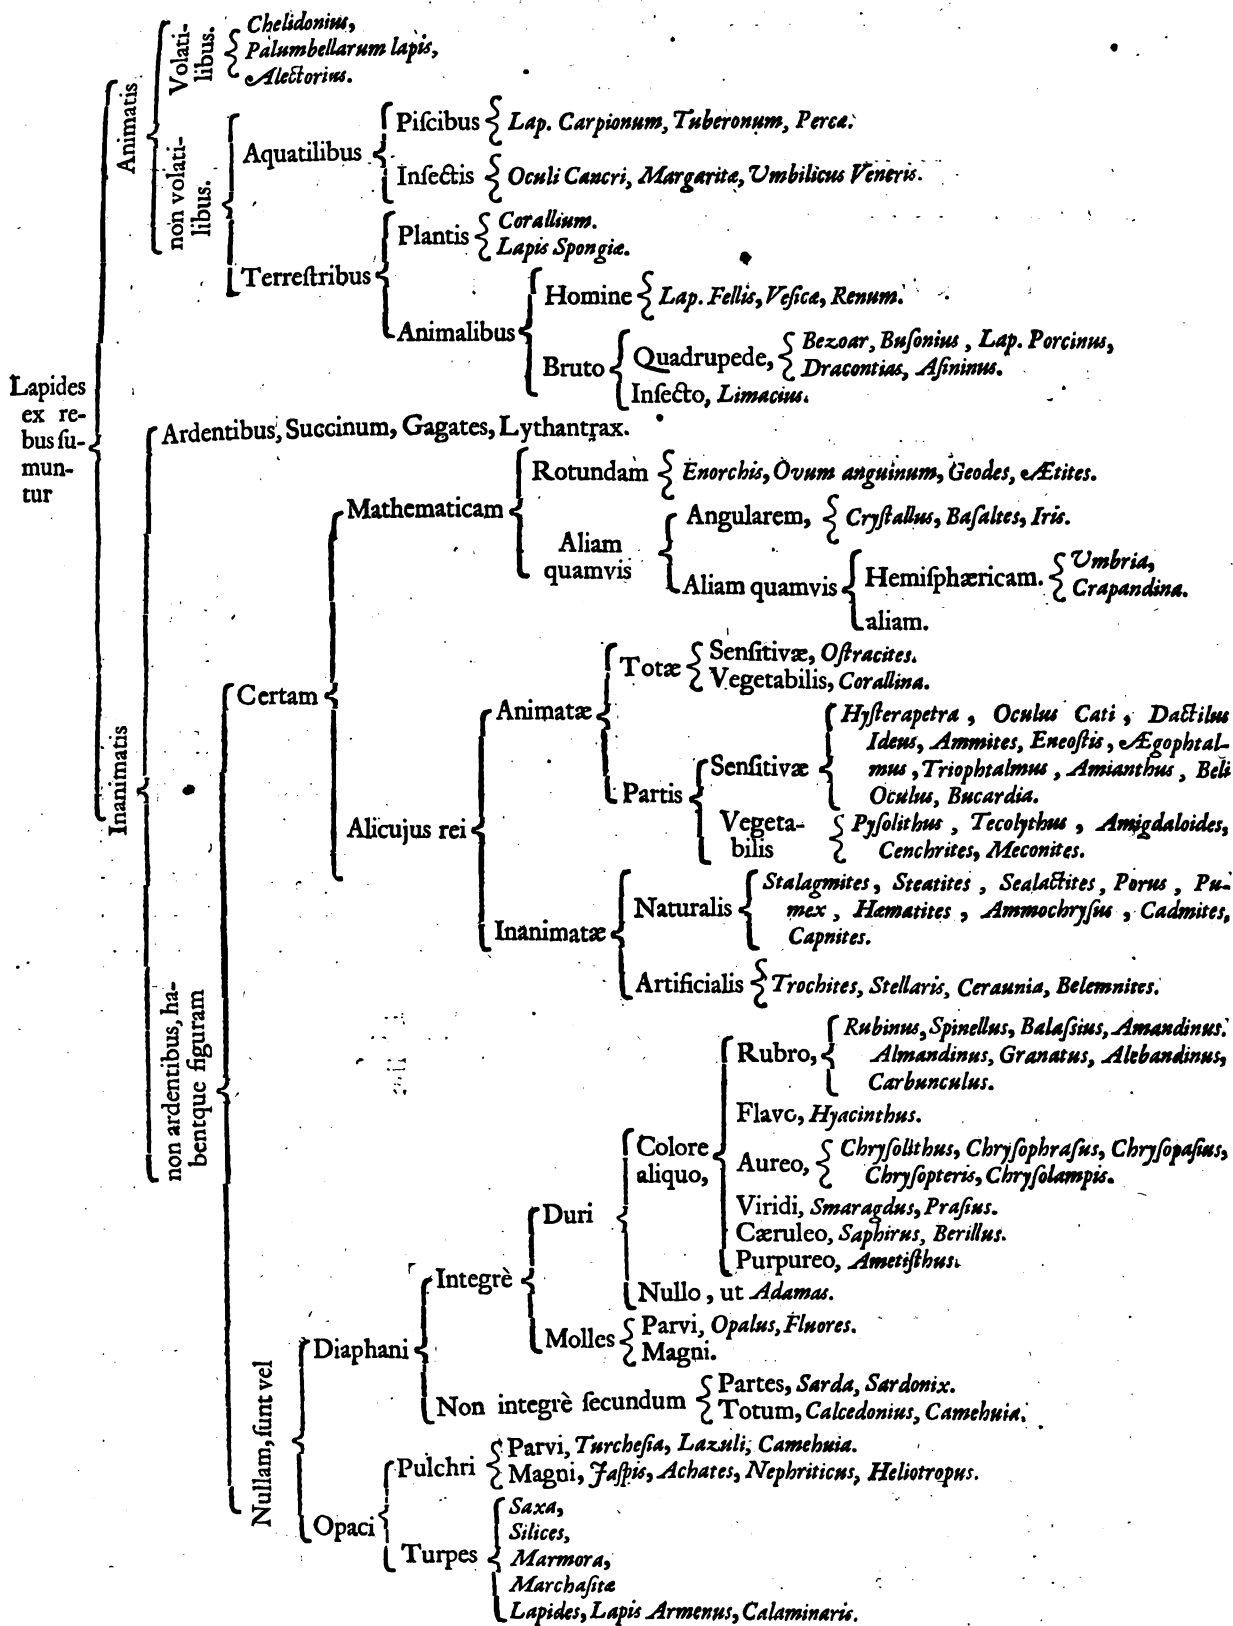 Chelidonius,
Volati-
libus.
Palumbellarum lapis,
Alectorius.
Animatis
non volati-
libus.
Aquatilibus
Piſcibus Lap. Carpionum, Tuberonum, Percæ.
Inſectis Oculi Cancri, Margaritæ, Umbilicus Veneris.
Terreſtribus
Plantis
Corallium.
Lapis Spongiæ.
Animalibus
Homine Lap. Fellis, Veſicæ, Renum.
Bruto
Quadrupede,
Bezoar, Bufonius, Lap. Porcinus,
Dracontias, Aſininus.
Inſecto, Limacius.
Lapides
ex re-
bus ſu-
mun-
tur
Inanimatis
Ardentibus, Succinum, Gagates, Lythantrax.
non ardentibus, ha-
bentque figuram
Certam
Mathematicam
Rotundam Enorchis, Ovum anguinum, Geodes, Ætites.
Aliam
quamvis
Angularem, Cryſtallus, Baſaltes, Iris.
Aliam quamvis
Hemiſphæricam.
Umbria,
Crapandina.
aliam.
Alicujus rei
Animatæ
Totæ
Senſitivæ, Oſtracites.
Vegetabilis, Corallina.
Partis
Senſitivæ
Hyſterapetra, Oculus Cati, Dactilus
Ideus, Ammites, Eneoſtis, Ægophtal-
mus, Triophtalmus, Amianthus, Beli
Oculus, Bucardia.
Vegeta-
bilis
Pyſolithus, Tecolythus, Amigdaloides,
Cenchrites, Meconites.
Inanimatæ
Naturalis
Stalagmites, Steatites, Sealactites, Porus, Pu-
mex, Hæmatites, Ammochryſus, Cadmites,
Capnites.
Artificialis Trochites, Stellaris, Ceraunia, Belemnites.
Nullam, ſunt vel
Diaphani
Integrè
Duri
Colore
aliquo,
Rubro,
Rubinus, Spinellus, Balaſsius, Amandinus.
Almandinus, Granatus, Alebandinus,
Carbunculus.
Flavo, Hyacinthus.
Aureo,
Chryſolithus, Chryſophraſus, Chryſopaſius,
Chryſopteris, Chryſolampis.
Viridi, Smaragdus, Praſius.
Cæruleo, Saphirus, Berillus.
Purpureo, Ametiſthus.
Nullo, ut Adamas.
Molles
Parvi, Opalus, Fluores.
Magni.
Non integrè ſecundum
Partes, Sarda, Sardonix.
Totum, Calcedonius, Camehuia.
Opaci
Pulchri
Parvi, Turcheſia, Lazuli, Camehuia.
Magni, Jaſpis, Achates, Nephriticus, Heliotropus.
Turpes
Saxa,
Silices,
Marmora,
Marchaſitæ
Lapides, Lapis Armenus, Calaminaris.